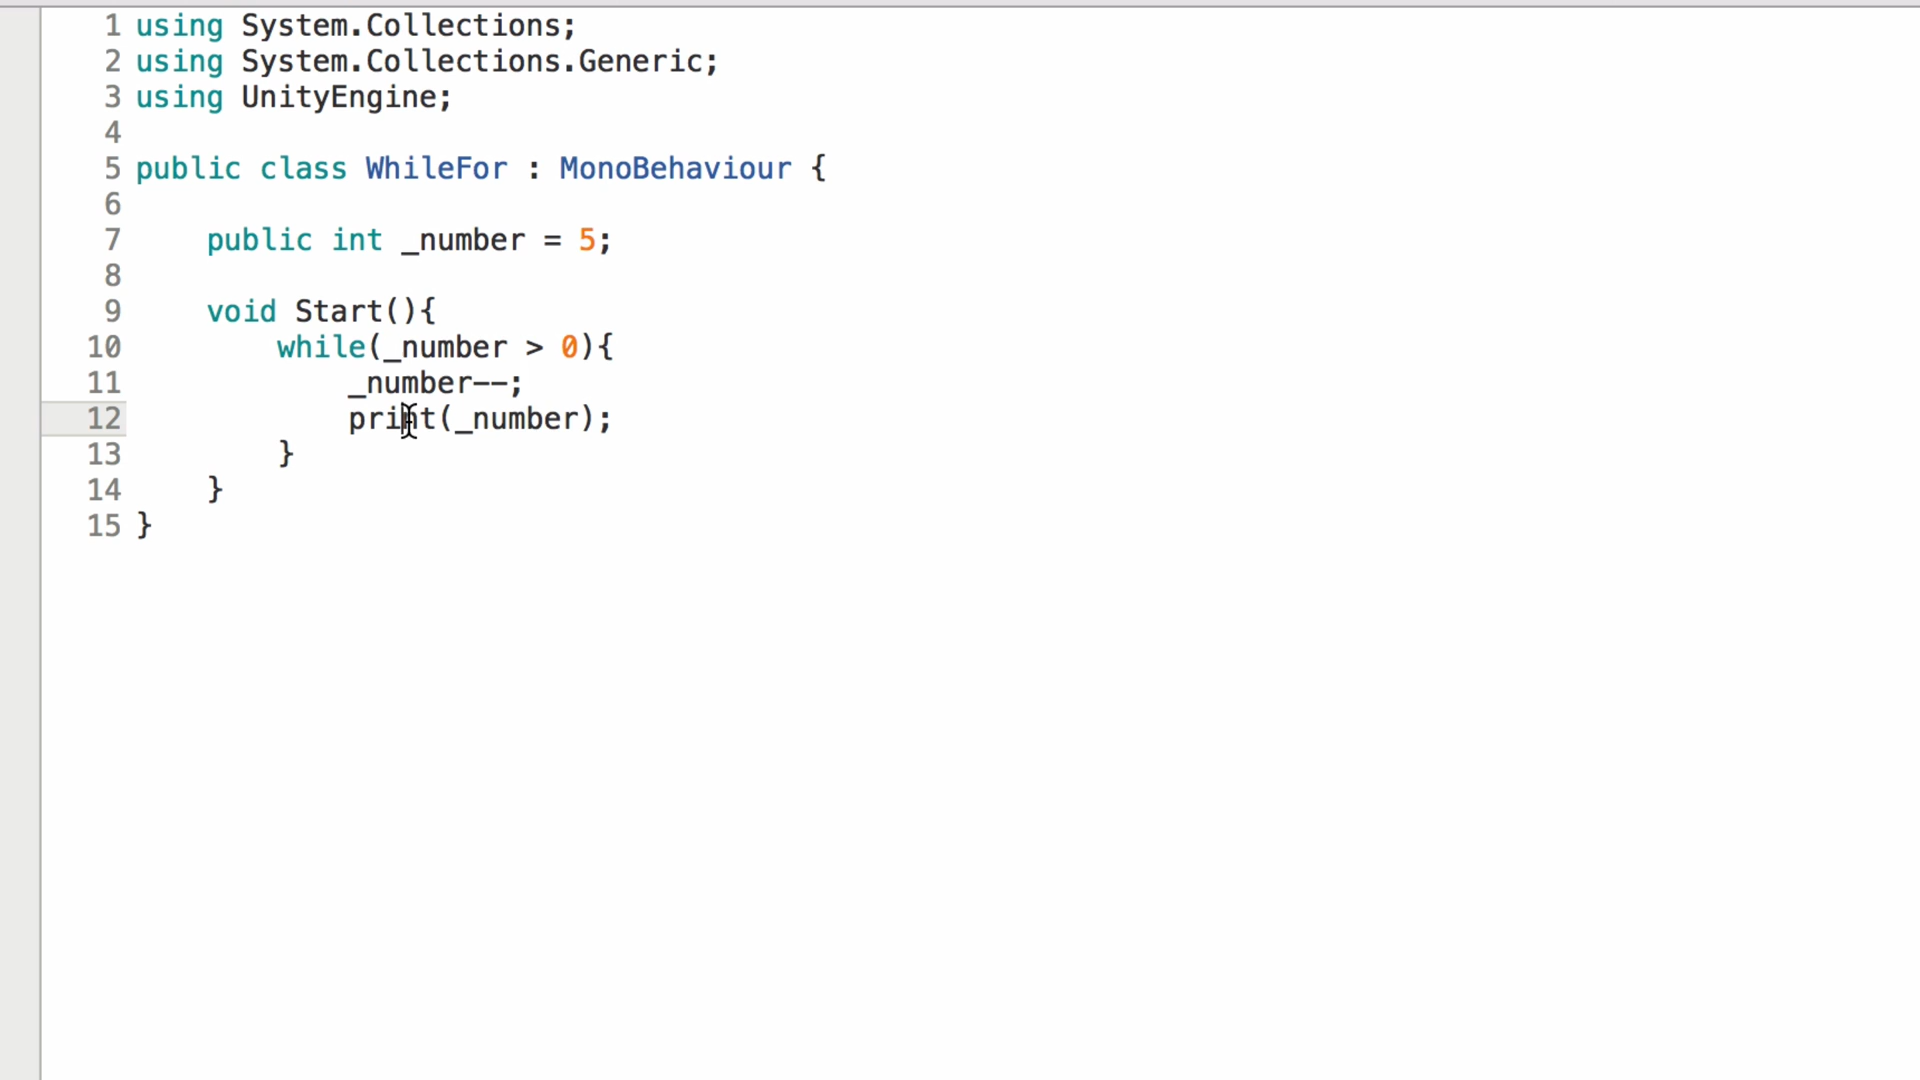 1 using System.Collections;
2 using System.Collections.Generic;
3 using UnityEngine;
4
5 public class WhileFor : MonoBehaviour {
6
7 public int _number = 5;
8
9 void Start(){
10 while(_number > 0){
11 _number--;
12 print(_number);
13 }
14 }
15 }